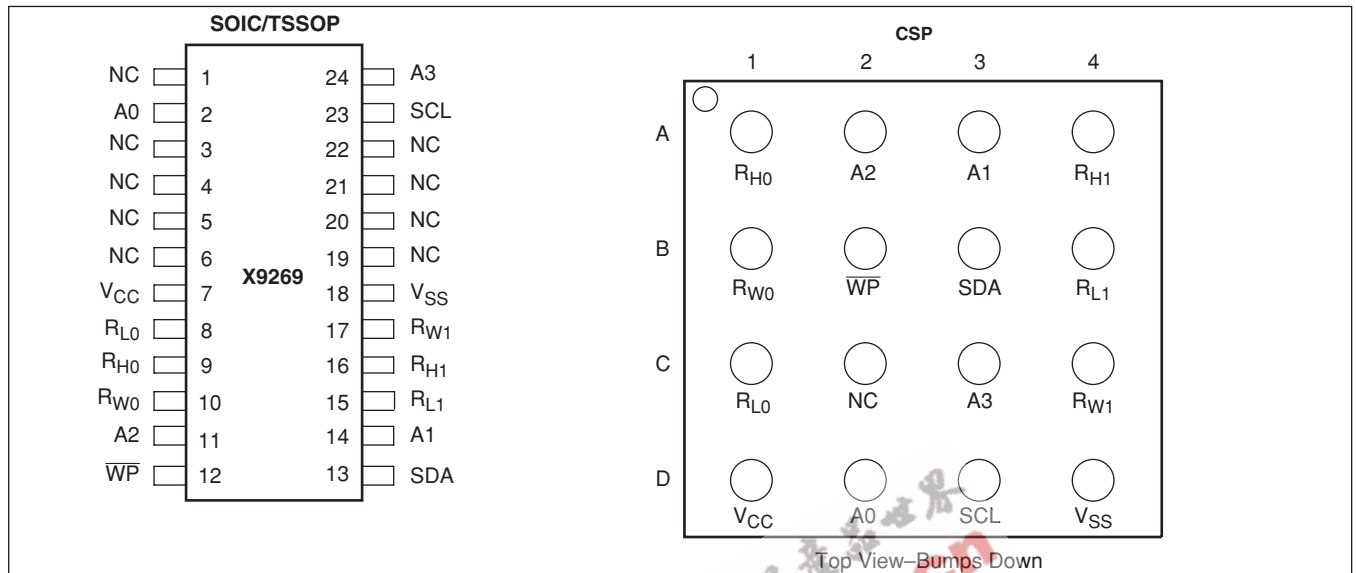 SOIC/TSSOP
NC 1 24 A3
A0 2 23 SCL
NC 3 22 NC
NC 4 21 NC
NC 5 20 NC
NC 6 19 NC
X9269
VCC 7 18 VSS
RL0 8 17 RW1
RH0 9 16 RH1
RW0 10 15 RL1
A2 11 14 A1
WP 12 13 SDA
CSP
1 2 3 4
A
RH0 A2 A1 RH1
B
RW0 WP SDA RL1
C
RL0 NC A3 RW1
D
VCC A0 SCL VSS
Top View–Bumps Down